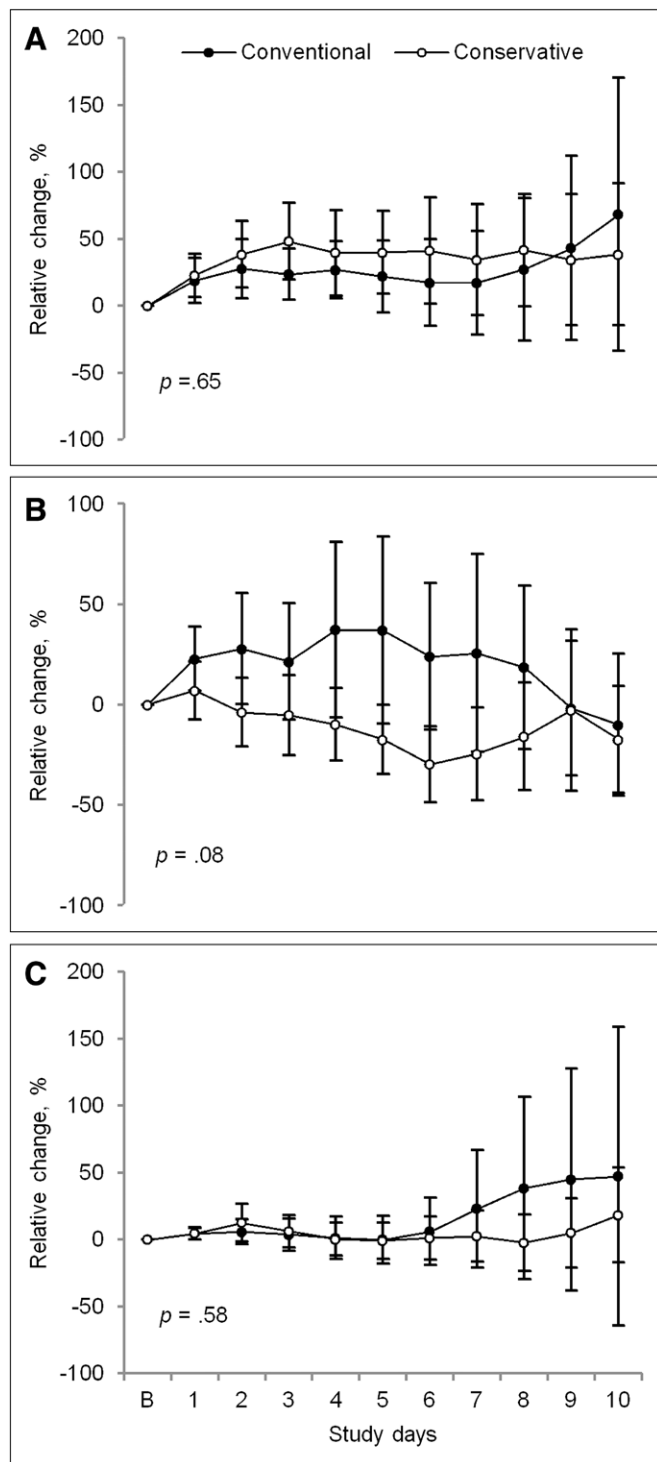 A
Conventional Conservative
200
150
100
50
0
-50
-100
Relative change, %
p =.65
B
100
50
0
-50
-100
Relative change, %
p = .08
C
200
150
100
50
0
-50
-100
Relative change, %
p = .58
B 1 2 3 4 5 6 7 8 9 10
Study days